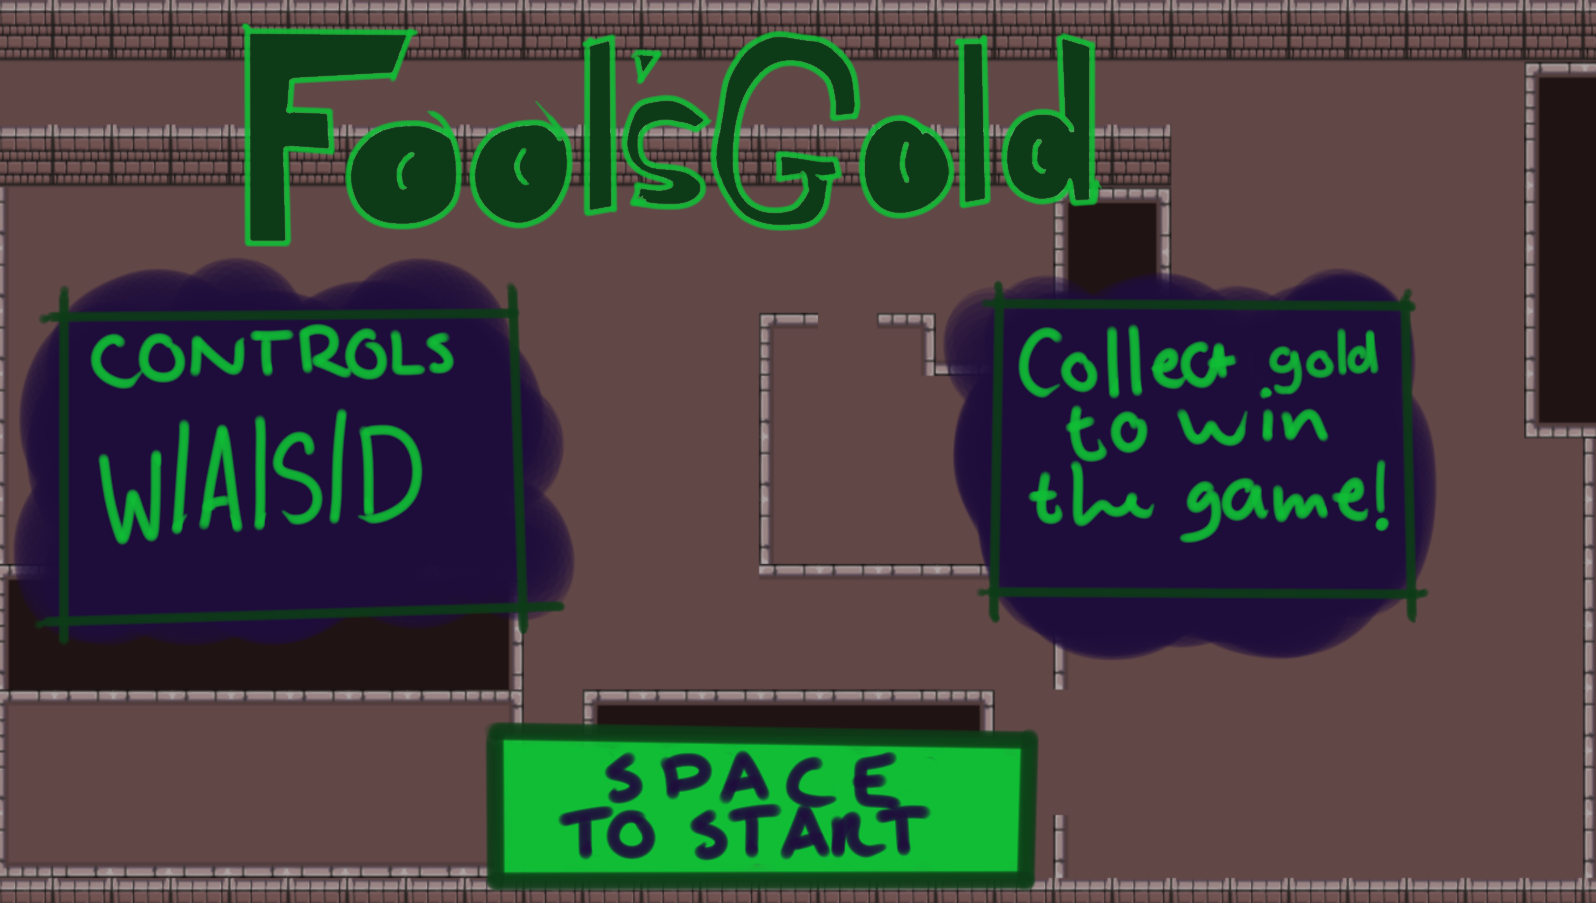 Fool's Gold
CONTROLS
W/A/S/D
Collect gold
to win
the game!
SPACE
TO START